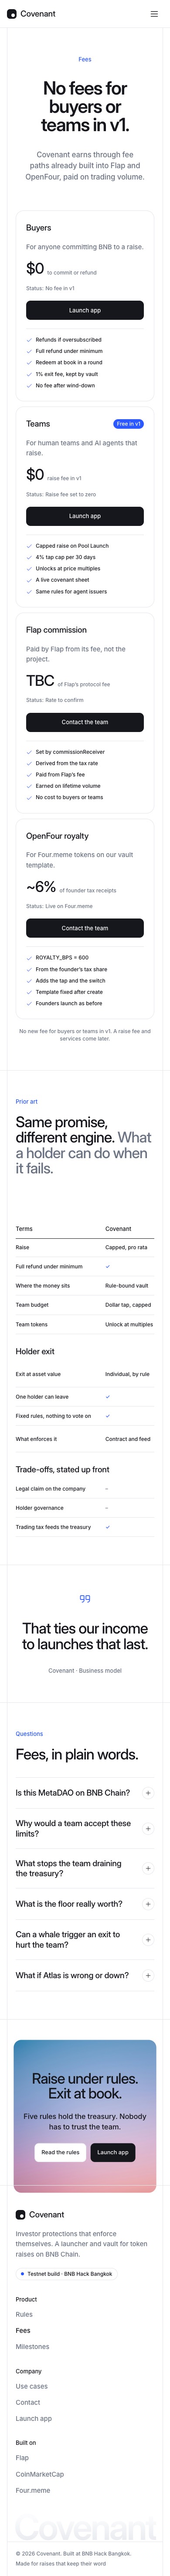 Covenant
Fees
No fees for
buyers or
teams in v1.
Covenant earns through fee
paths already built into Flap and
OpenFour, paid on trading volume.
Buyers
For anyone committing BNB to a raise.
$0 to commit or refund
Status: No fee in v1
Launch app
Refunds if oversubscribed
Full refund under minimum
Redeem at book in a round
1% exit fee, kept by vault
No fee after wind-down
Teams
Free in v1
For human teams and AI agents that
raise.
$0 raise fee in v1
Status: Raise fee set to zero
Launch app
Capped raise on Pool Launch
4% tap cap per 30 days
Unlocks at price multiples
A live covenant sheet
Same rules for agent issuers
Flap commission
Paid by Flap from its fee, not the
project.
TBC of Flap's protocol fee
Status: Rate to confirm
Contact the team
Set by commissionReceiver
Derived from the tax rate
Paid from Flap's fee
Earned on lifetime volume
No cost to buyers or teams
OpenFour royalty
For Four.meme tokens on our vault
template.
~6% of founder tax receipts
Status: Live on Four.meme
Contact the team
ROYALTY_BPS = 600
From the founder's tax share
Adds the tap and the switch
Template fixed after create
Founders launch as before
No new fee for buyers or teams in v1. A raise fee and
services come later.
Prior art
Same promise,
different engine. What
a holder can do when
it fails.
Terms Covenant
Raise Capped, pro rata
Full refund under minimum ✓
Where the money sits Rule-bound vault
Team budget Dollar tap, capped
Team tokens Unlock at multiples
Holder exit
Exit at asset value Individual, by rule
One holder can leave ✓
Fixed rules, nothing to vote on ✓
What enforces it Contract and feed
Trade-offs, stated up front
Legal claim on the company –
Holder governance –
Trading tax feeds the treasury ✓
That ties our income
to launches that last.
Covenant · Business model
Questions
Fees, in plain words.
Is this MetaDAO on BNB Chain?
Why would a team accept these
limits?
What stops the team draining
the treasury?
What is the floor really worth?
Can a whale trigger an exit to
hurt the team?
What if Atlas is wrong or down?
Raise under rules.
Exit at book.
Five rules hold the treasury. Nobody
has to trust the team.
Read the rules
Launch app
Covenant
Investor protections that enforce
themselves. A launcher and vault for token
raises on BNB Chain.
Testnet build · BNB Hack Bangkok
Product
Rules
Fees
Milestones
Company
Use cases
Contact
Launch app
Built on
Flap
CoinMarketCap
Four.meme
Covenant
© 2026 Covenant. Built at BNB Hack Bangkok.
Made for raises that keep their word